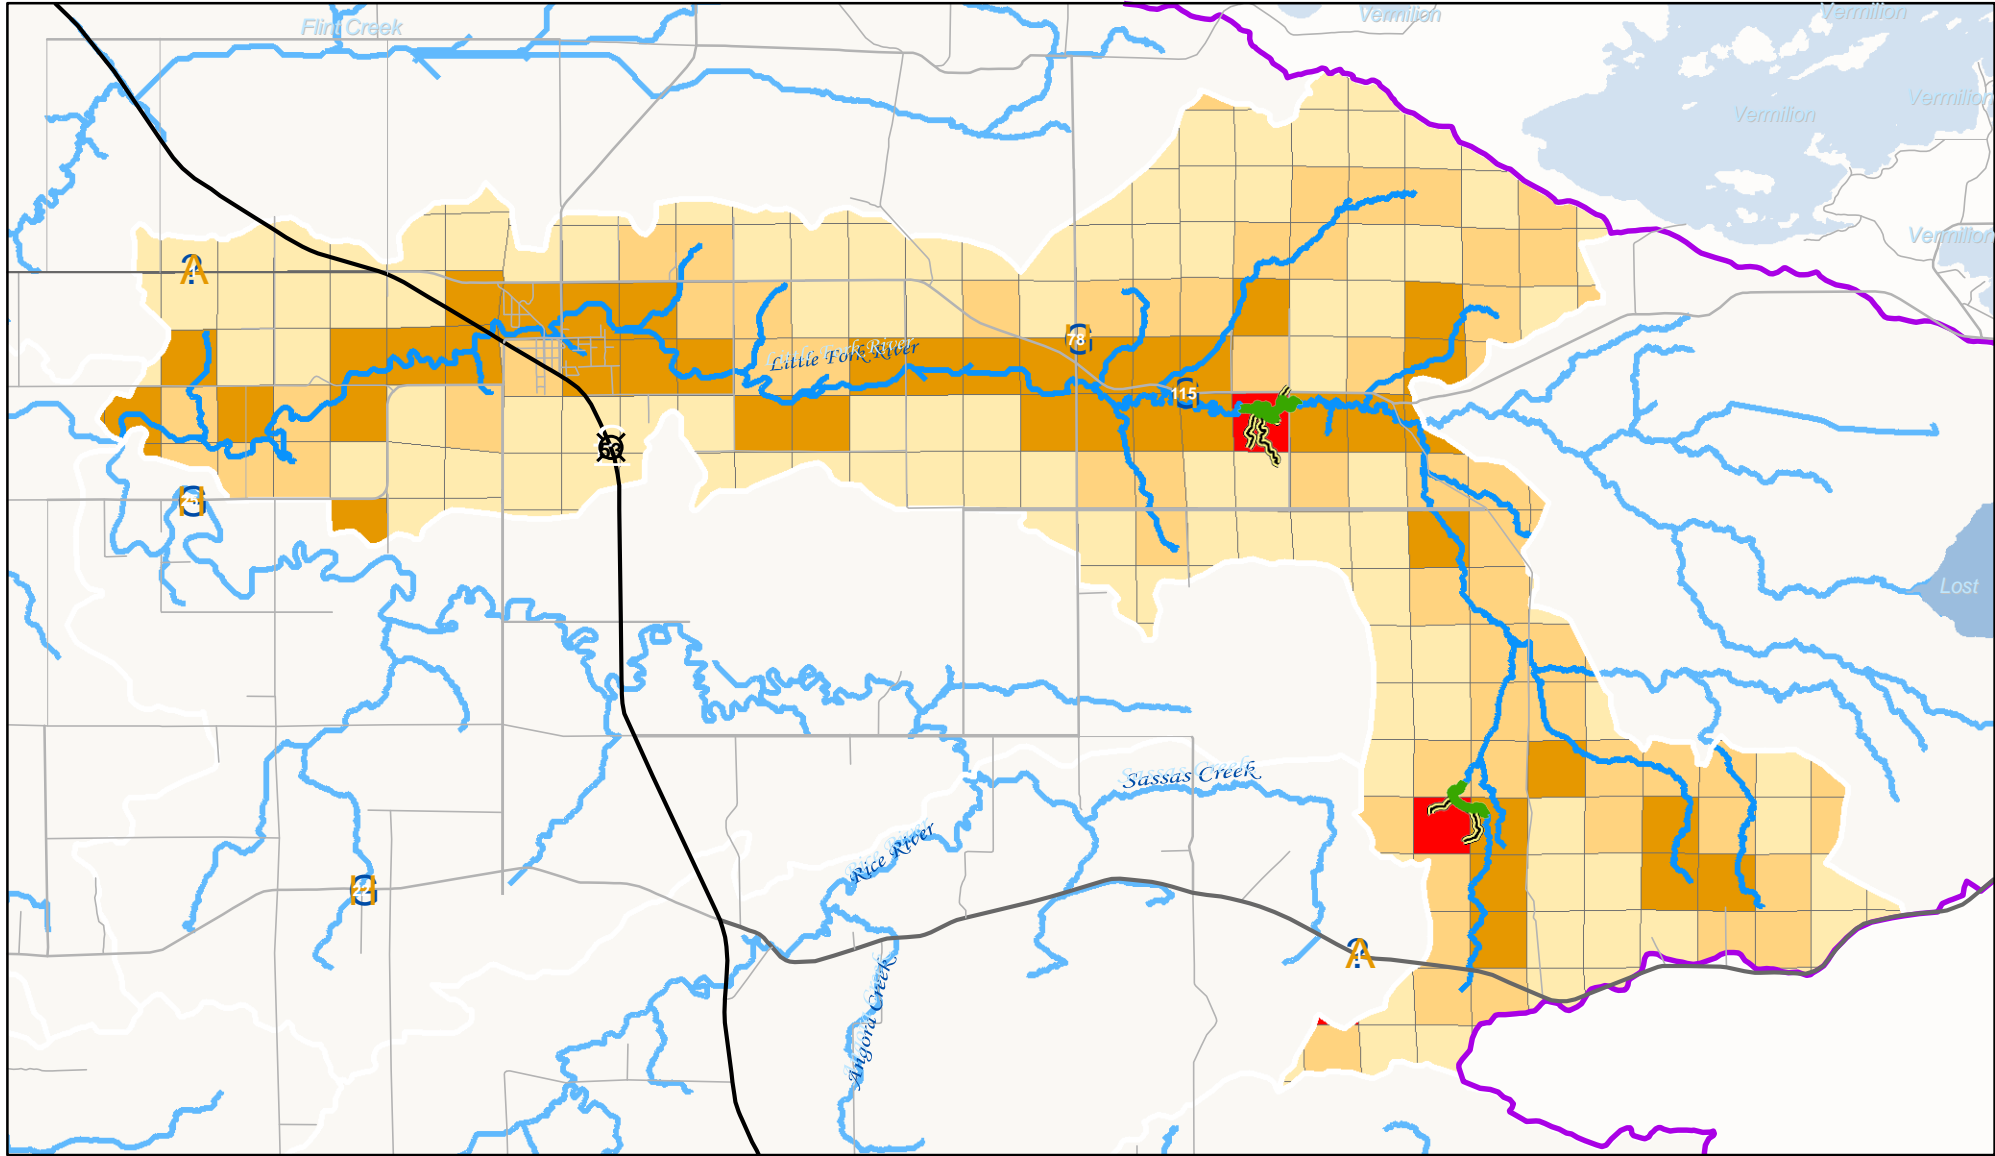 Flint Creek
Vermilion
Vermilion
Vermilion
Vermilion
Vermilion
78
Little Fork River
115
53
25
Lost
Sassas Creek
Rice River
22
Angora Creek